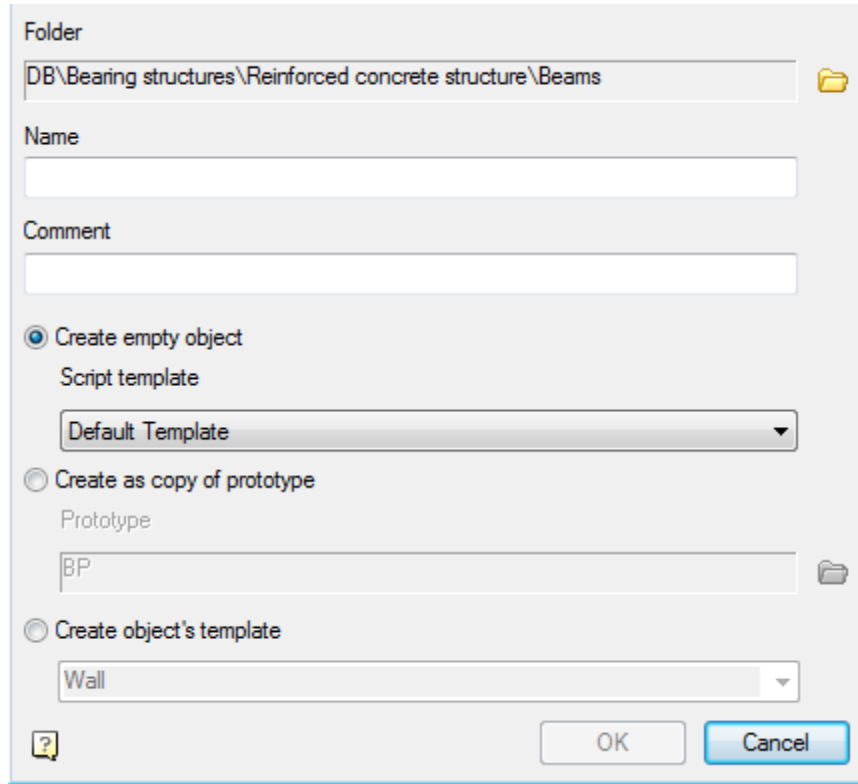 Folder
DB\Bearing structures\Reinforced concrete structure\Beams
Name
Comment
Create empty object
Script template
Default Template
Create as copy of prototype
Prototype
BP
Create object's template
Wall
? OK Cancel